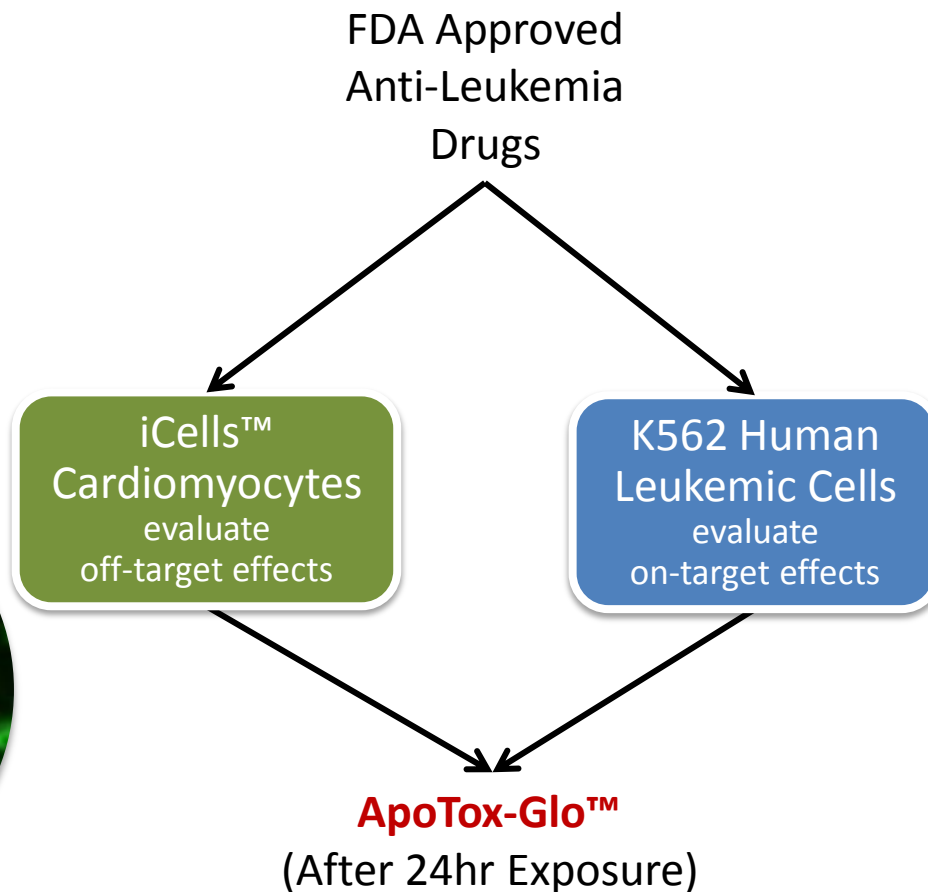 FDA Approved
Anti-Leukemia
Drugs
iCells™
Cardiomyocytes
evaluate
off-target effects
K562 Human
Leukemic Cells
evaluate
on-target effects
ApoTox-Glo™
(After 24hr Exposure)